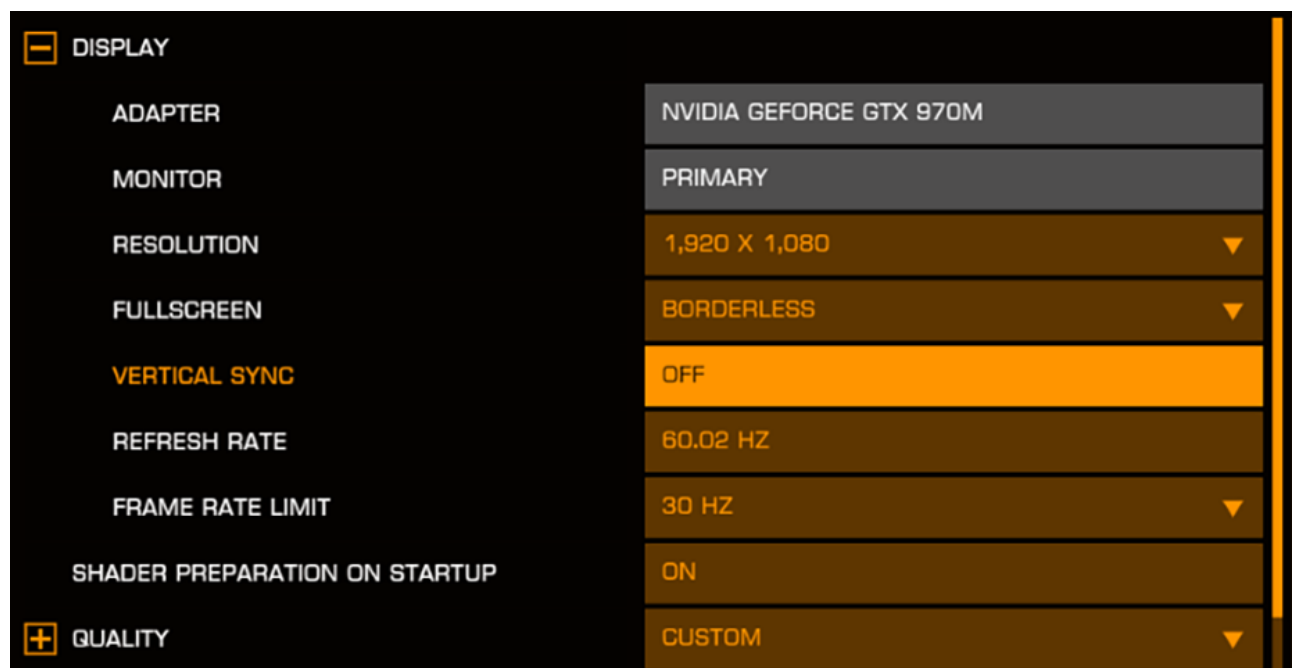 DISPLAY
ADAPTER NVIDIA GEFORCE GTX 970M
MONITOR PRIMARY
RESOLUTION 1,920 X 1,080
FULLSCREEN BORDERLESS
VERTICAL SYNC OFF
REFRESH RATE 60.02 HZ
FRAME RATE LIMIT 30 HZ
SHADER PREPARATION ON STARTUP ON
QUALITY CUSTOM